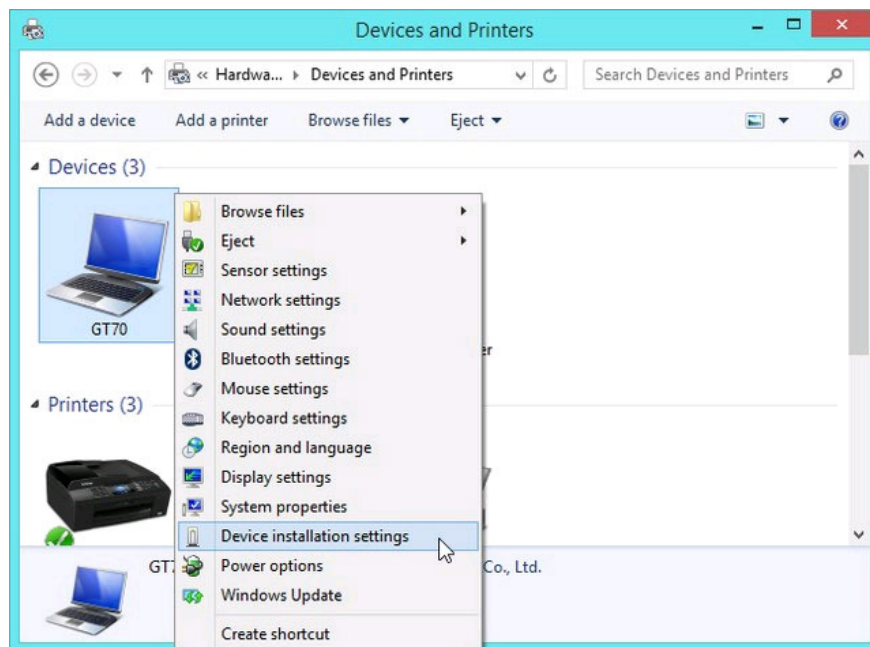 Devices and Printers
« Hardwa... Devices and Printers
Search Devices and Printers
Add a device Add a printer Browse files Eject
Devices (3)
GT70
Browse files
Eject
Sensor settings
Network settings
Sound settings
Bluetooth settings
Mouse settings
Keyboard settings
Region and language
Display settings
System properties
Device installation settings
Power options
Windows Update
Create shortcut
er
Printers (3)
GT7
Co., Ltd.